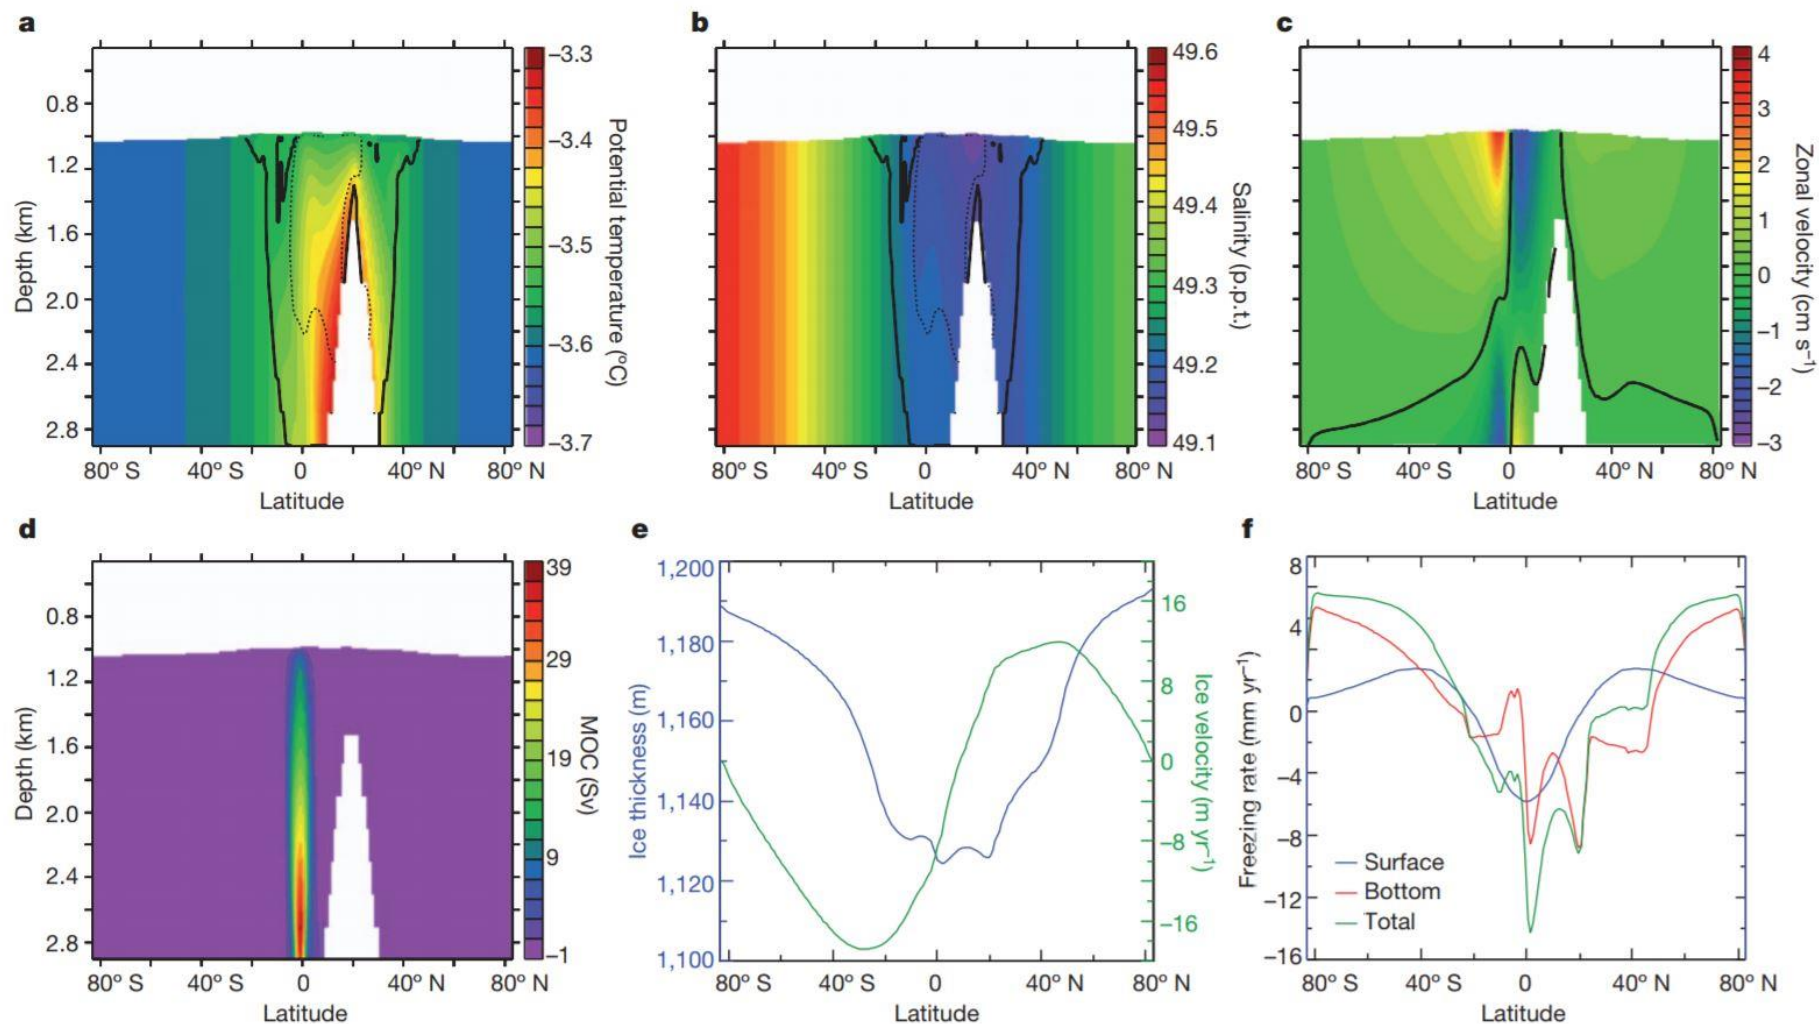 a
0.8
1.2
1.6
2.0
2.4
2.8
Depth (km)
80° S
40° S
0
40° N
80° N
Latitude
–3.3
–3.4
–3.5
–3.6
–3.7
Potential temperature (°C)
b
80° S
40° S
0
40° N
80° N
Latitude
49.6
49.5
49.4
49.3
49.2
49.1
Salinity (p.p.t.)
c
80° S
40° S
0
40° N
80° N
Latitude
4
3
2
1
0
–1
–2
–3
Zonal velocity (cm s⁻¹)
d
0.8
1.2
1.6
2.0
2.4
2.8
Depth (km)
80° S
40° S
0
40° N
80° N
Latitude
39
29
19
9
–1
MOC (Sv)
e
1,200
1,180
1,160
1,140
1,120
1,100
Ice thickness (m)
80° S
40° S
0
40° N
80° N
Latitude
16
8
0
–8
–16
Ice velocity (m yr⁻¹)
f
8
4
0
–4
–8
–12
–16
Freezing rate (mm yr⁻¹)
Surface
Bottom
Total
80° S
40° S
0
40° N
80° N
Latitude